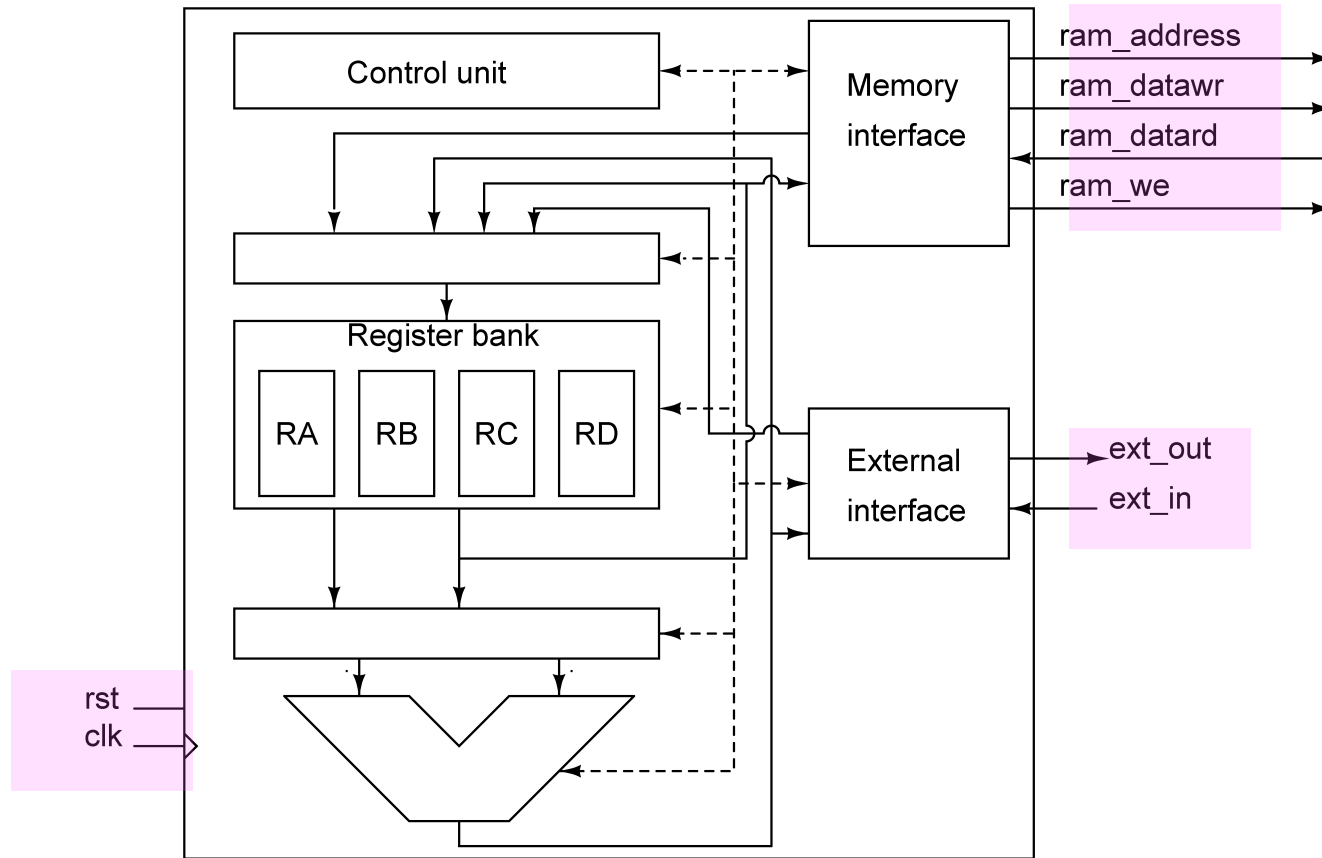 Control unit
Memory
interface
ram_address
ram_datawr
ram_datard
ram_we
Register bank
RA
RB
RC
RD
External
interface
ext_out
ext_in
rst
clk